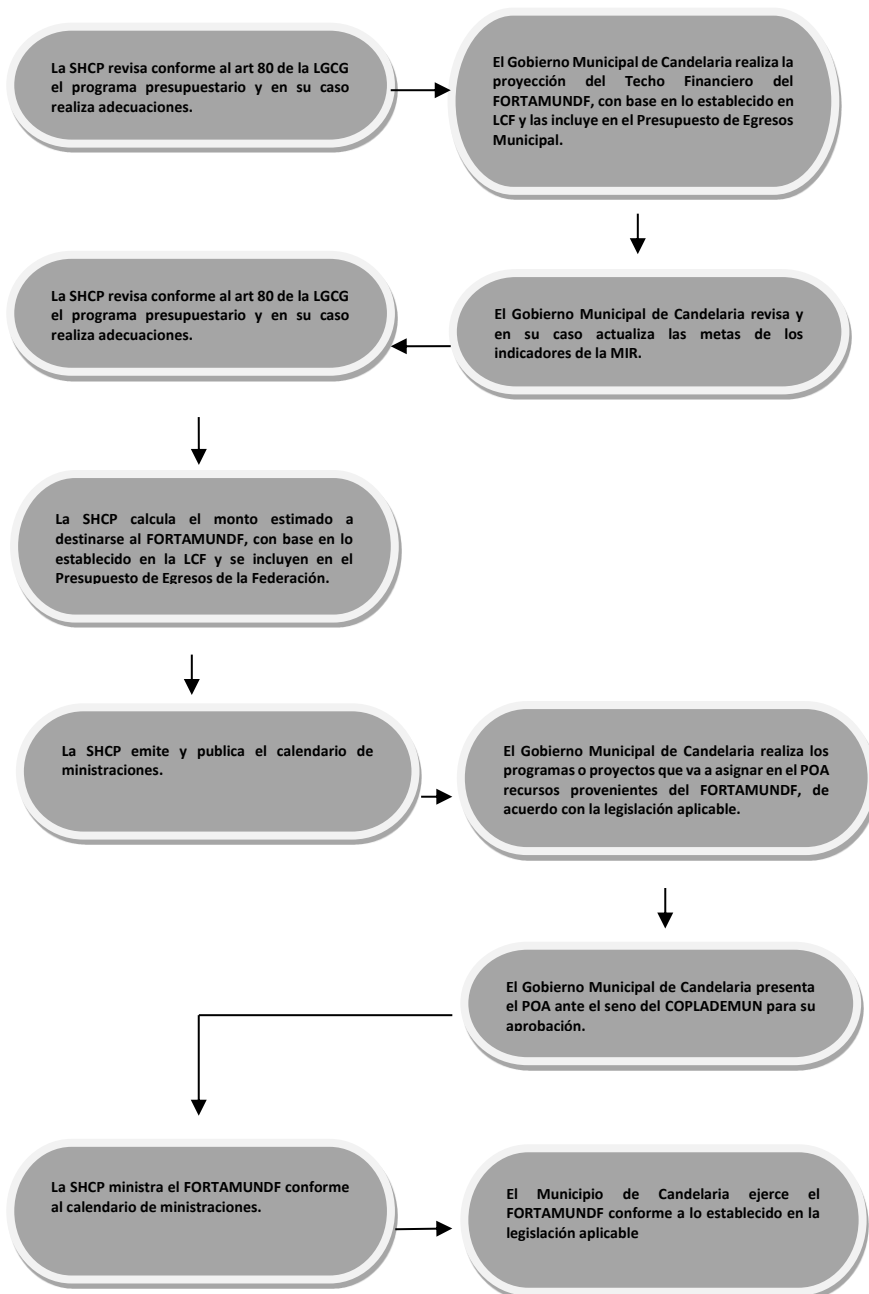 La SHCP revisa conforme al art 80 de la LGCG
el programa presupuestario y en su caso
realiza adecuaciones.
El Gobierno Municipal de Candelaria realiza la
proyección del Techo Financiero del
FORTAMUNDF, con base en lo establecido en
LCF y las incluye en el Presupuesto de Egresos
Municipal.
La SHCP revisa conforme al art 80 de la LGCG
el programa presupuestario y en su caso
realiza adecuaciones.
El Gobierno Municipal de Candelaria revisa y
en su caso actualiza las metas de los
indicadores de la MIR.
La SHCP calcula el monto estimado a
destinarse al FORTAMUNDF, con base en lo
establecido en la LCF y se incluyen en el
Presupuesto de Egresos de la Federación.
La SHCP emite y publica el calendario de
ministraciones.
El Gobierno Municipal de Candelaria realiza los
programas o proyectos que va a asignar en el POA
recursos provenientes del FORTAMUNDF, de
acuerdo con la legislación aplicable.
El Gobierno Municipal de Candelaria presenta
el POA ante el seno del COPLADEMUN para su
aprobación.
La SHCP ministra el FORTAMUNDF conforme
al calendario de ministraciones.
El Municipio de Candelaria ejerce el
FORTAMUNDF conforme a lo establecido en la
legislación aplicable